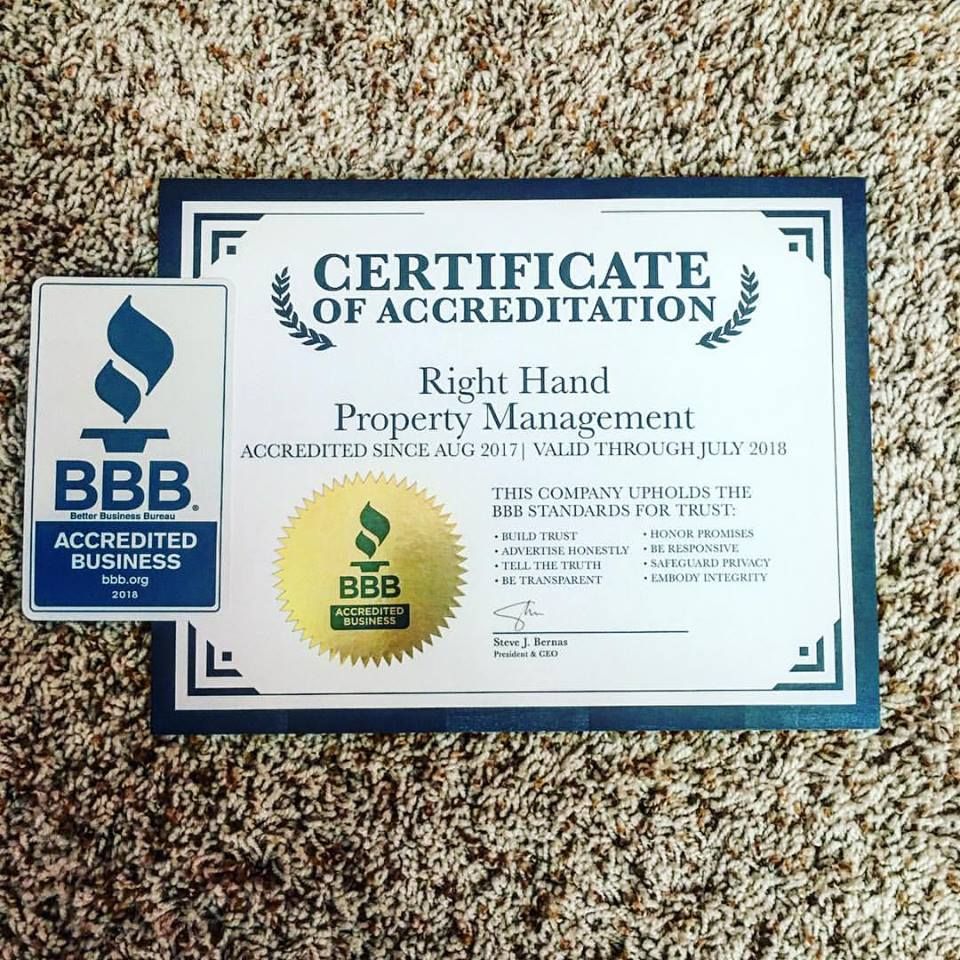 BBB®
Better Business Bureau
ACCREDITED
BUSINESS
bbb.org
2018
CERTIFICATE
OF ACCREDITATION
Right Hand
Property Management
ACCREDITED SINCE AUG 2017| VALID THROUGH JULY 2018
THIS COMPANY UPHOLDS THE
BBB STANDARDS FOR TRUST:
• BUILD TRUST
• ADVERTISE HONESTLY
• TELL THE TRUTH
• BE TRANSPARENT
• HONOR PROMISES
• BE RESPONSIVE
• SAFEGUARD PRIVACY
• EMBODY INTEGRITY
BBB
ACCREDITED
BUSINESS
Steve J. Bernas
President & CEO